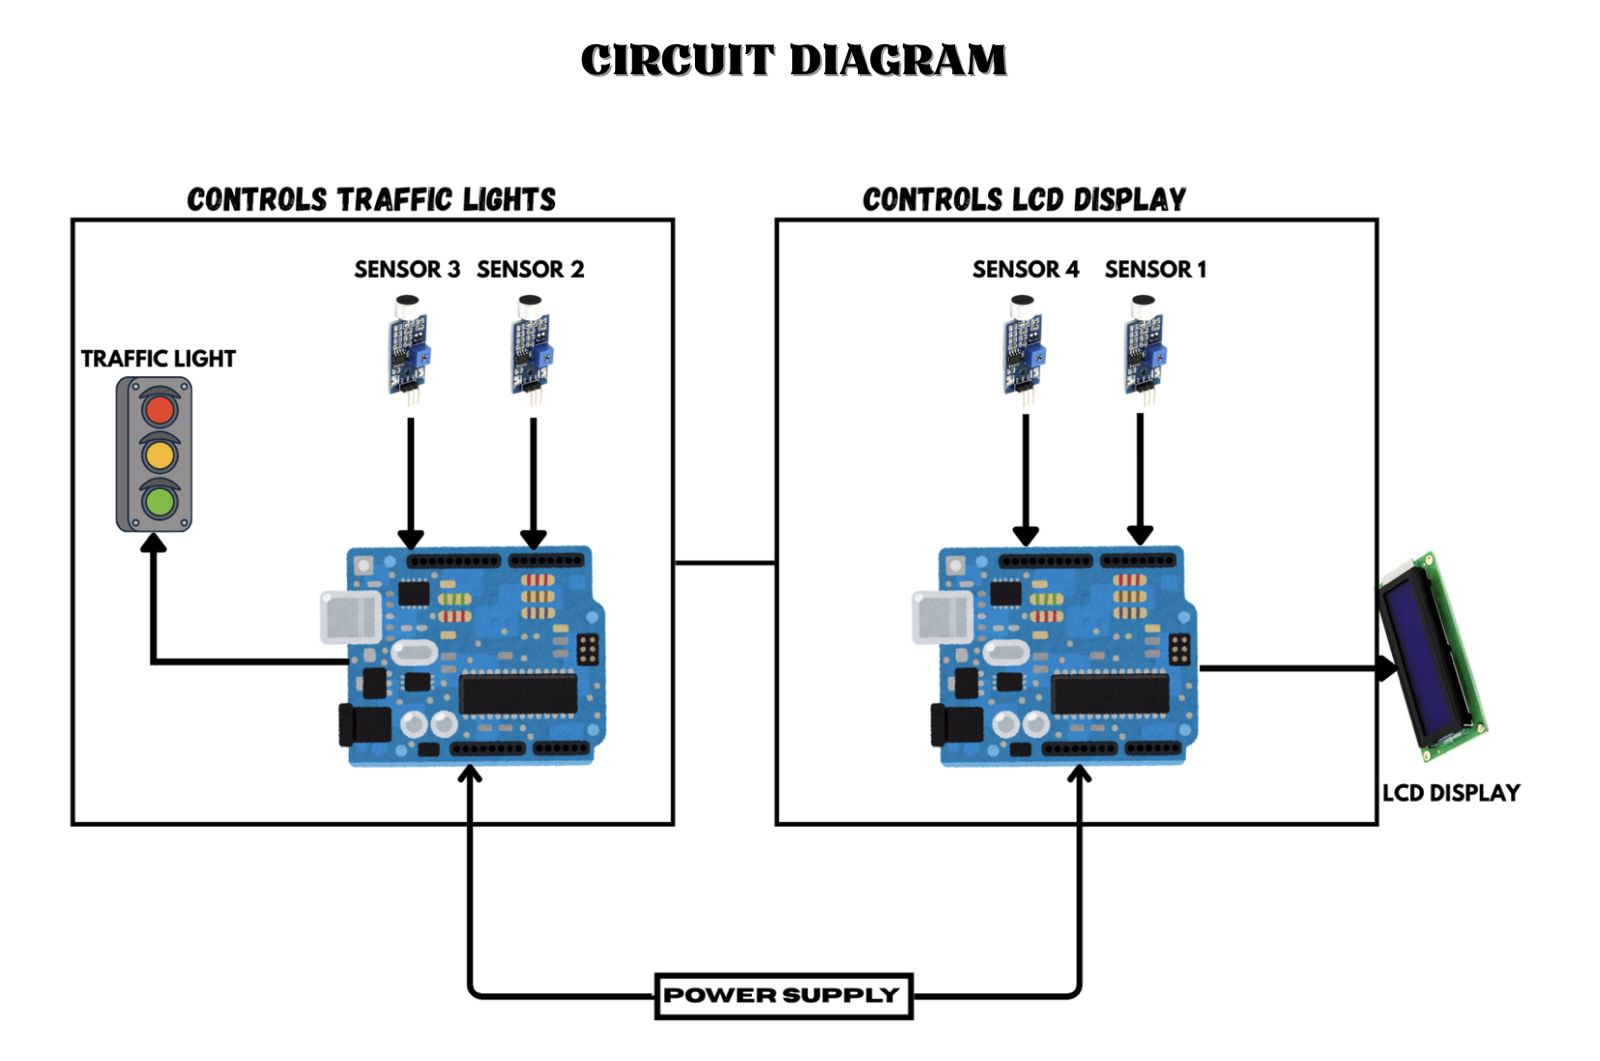 CIRCUIT DIAGRAM
CONTROLS TRAFFIC LIGHTS
SENSOR 3 SENSOR 2
TRAFFIC LIGHT
CONTROLS LCD DISPLAY
SENSOR 4 SENSOR 1
LCD DISPLAY
POWER SUPPLY